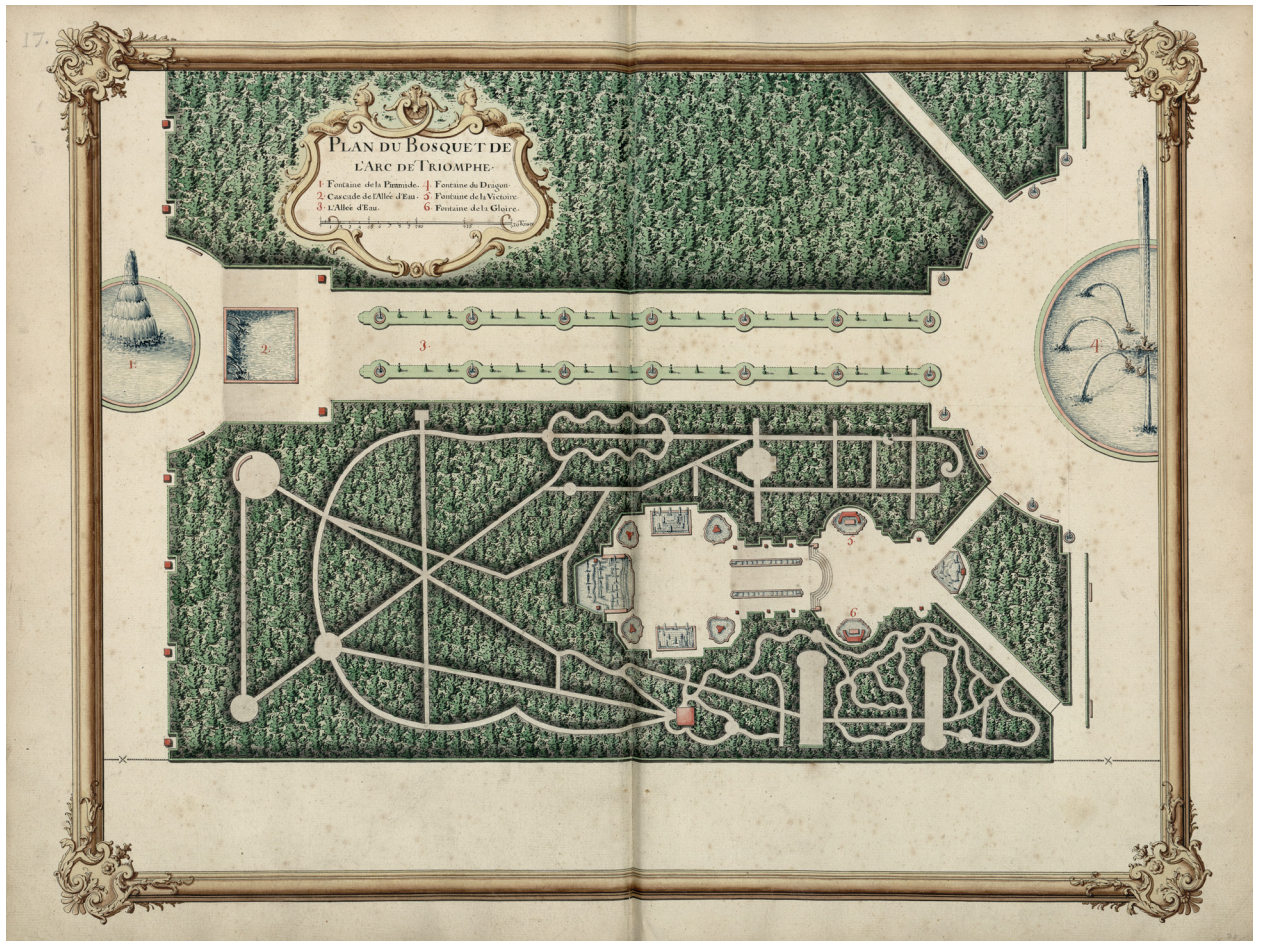 17.
PLAN DU BOSQUET DE
L'ARC DE TRIOMPHE.
1. Fontaine de la Piramide. 4. Fontaine du Dragon.
2. Cascade de l'Allée d'Eau. 5. Fontaine de la Victoire.
3. L'Allée d'Eau. 6. Fontaine de la Gloire.
1
2
3
4
5
6